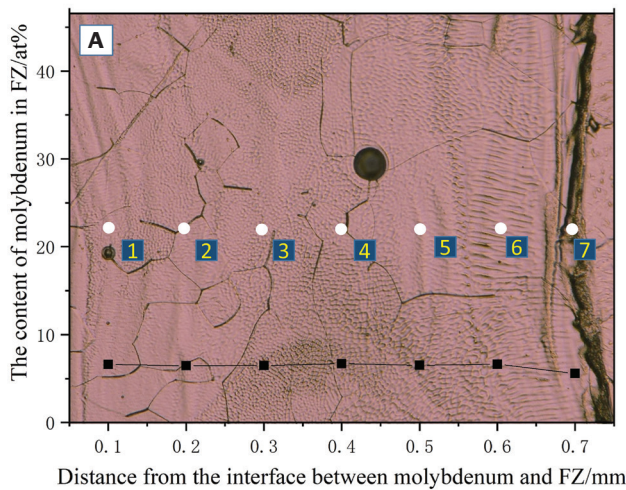 A
The content of molybdenum in FZ/at%
40
30
20
10
0
1 2 3 4 5 6 7
0.1 0.2 0.3 0.4 0.5 0.6 0.7
Distance from the interface between molybdenum and FZ/mm